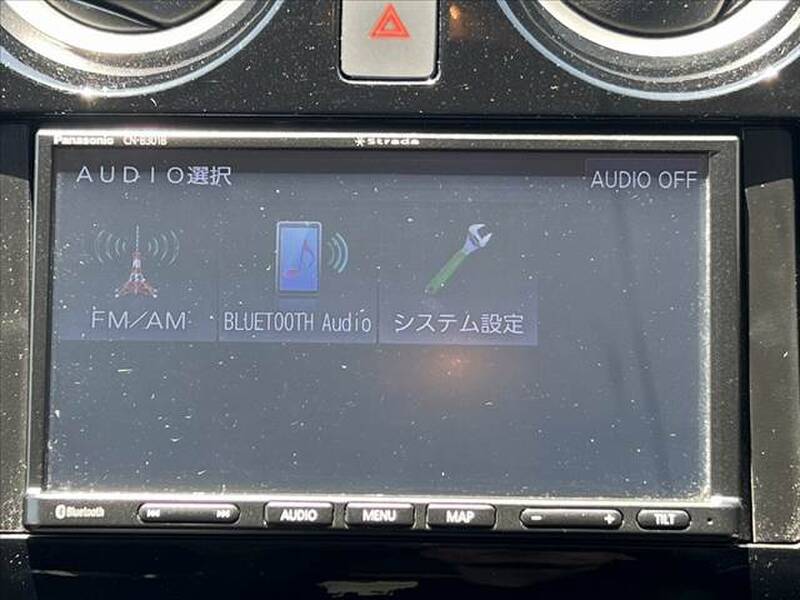 Panasonic CN-B301B
Strada
AUDIO選択
AUDIO OFF
FM/AM
BLUETOOTH Audio
システム設定
Bluetooth
AUDIO
MENU
MAP
- +
TILT